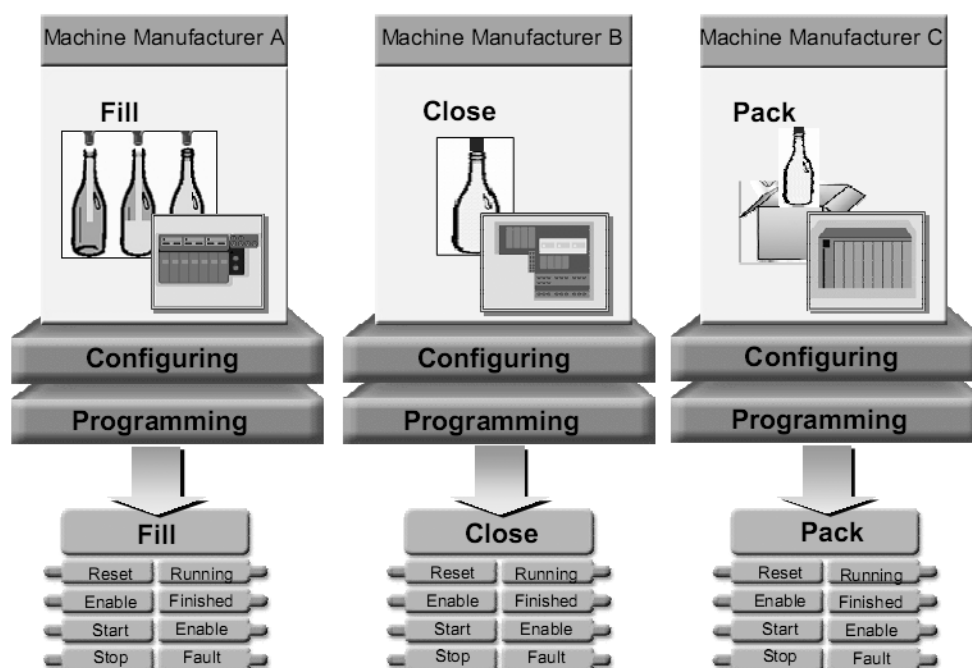 Machine Manufacturer A
Fill
Configuring
Programming
Fill
Reset Running
Enable Finished
Start Enable
Stop Fault
Machine Manufacturer B
Close
Configuring
Programming
Close
Reset Running
Enable Finished
Start Enable
Stop Fault
Machine Manufacturer C
Pack
Configuring
Programming
Pack
Reset Running
Enable Finished
Start Enable
Stop Fault